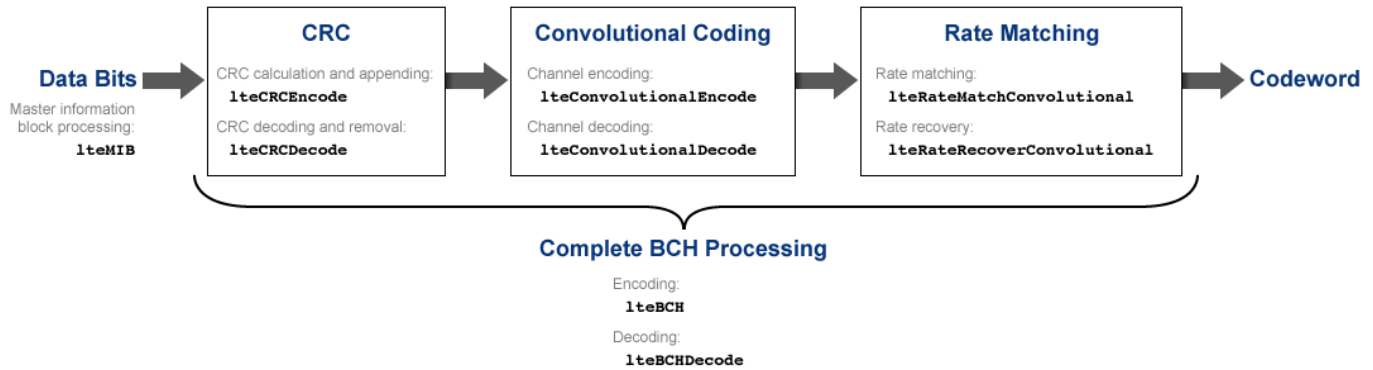 Data Bits
Master information
block processing:
lteMIB
CRC
CRC calculation and appending:
lteCRCEncode
CRC decoding and removal:
lteCRCDecode
Convolutional Coding
Channel encoding:
lteConvolutionalEncode
Channel decoding:
lteConvolutionalDecode
Rate Matching
Rate matching:
lteRateMatchConvolutional
Rate recovery:
lteRateRecoverConvolutional
Codeword
Complete BCH Processing
Encoding:
lteBCH
Decoding:
lteBCHDecode